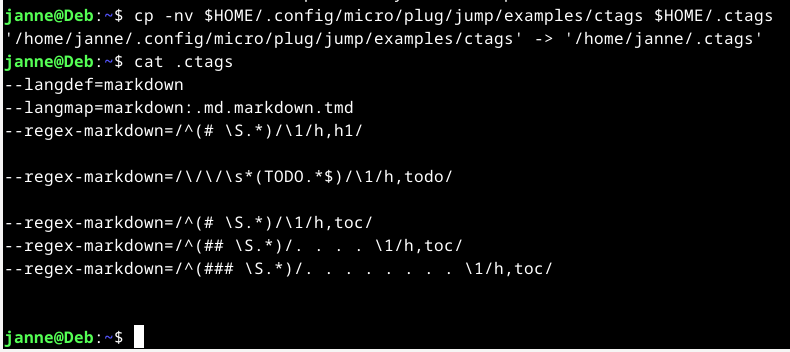 janne@Deb:~$ cp -nv $HOME/.config/micro/plug/jump/examples/ctags $HOME/.ctags
'/home/janne/.config/micro/plug/jump/examples/ctags' -> '/home/janne/.ctags'
janne@Deb:~$ cat .ctags
--langdef=markdown
--langmap=markdown:.md.markdown.tmd
--regex-markdown=/^(# \S.*)/\1/h,h1/
--regex-markdown=/\/\/\s*(TODO.*$)/\1/h,todo/
--regex-markdown=/^(# \S.*)/\1/h,toc/
--regex-markdown=/^(## \S.*)/. . . . \1/h,toc/
--regex-markdown=/^(### \S.*)/. . . . . . . . \1/h,toc/
janne@Deb:~$